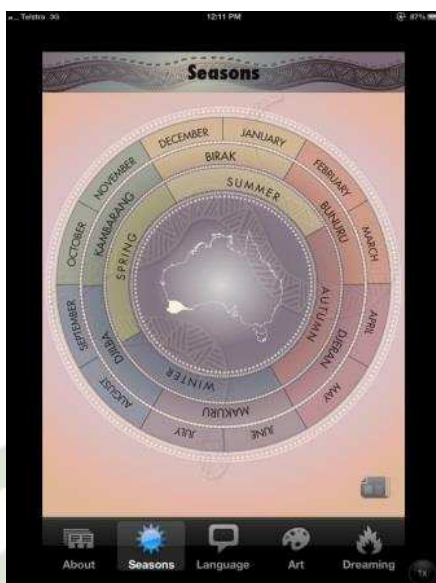 Telstra 3G 12:11 PM 87%
Seasons
DECEMBER
JANUARY
FEBRUARY
MARCH
APRIL
MAY
JUNE
JULY
AUGUST
SEPTEMBER
OCTOBER
NOVEMBER
BIRAK
BUNURU
DJERAN
MAKURU
DJILBA
KAMBARANG
SUMMER
AUTUMN
WINTER
SPRING
About Seasons Language Art Dreaming